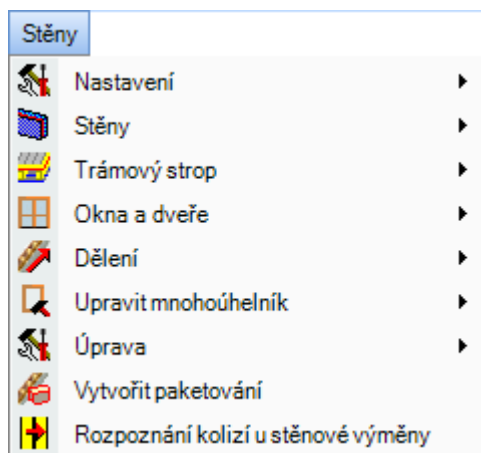 Stěny
Nastavení
Stěny
Trámový strop
Okna a dveře
Dělení
Upravit mnohoúhelník
Úprava
Vytvořit paketování
Rozpoznání kolizí u stěnové výměny